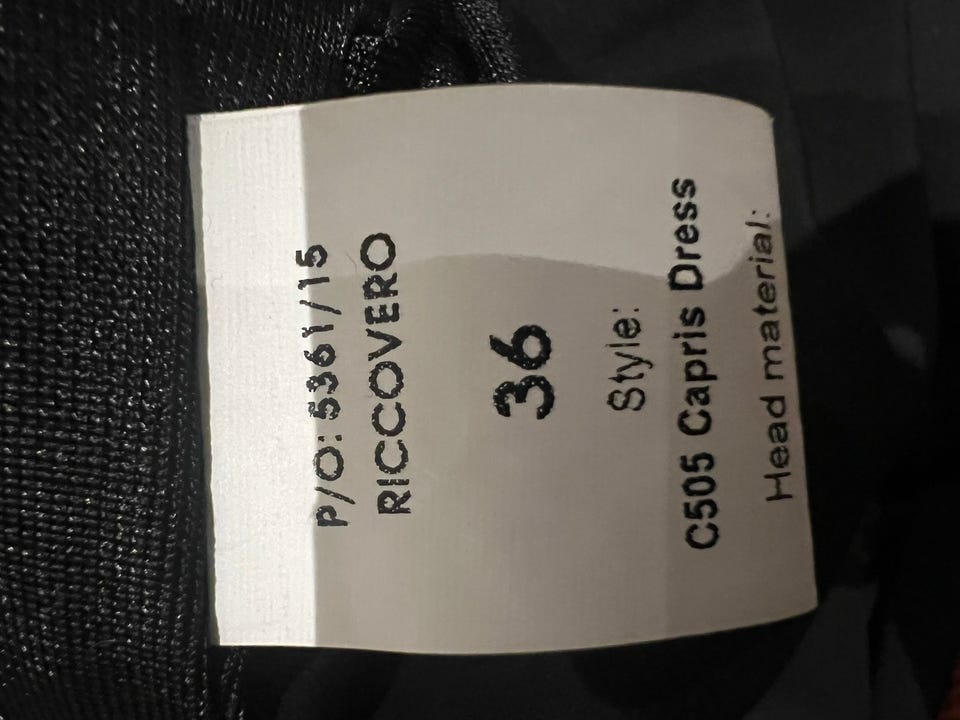 P/O: 5361/15
RICCOVERO
36
Style:
C505 Capris Dress
Head material: